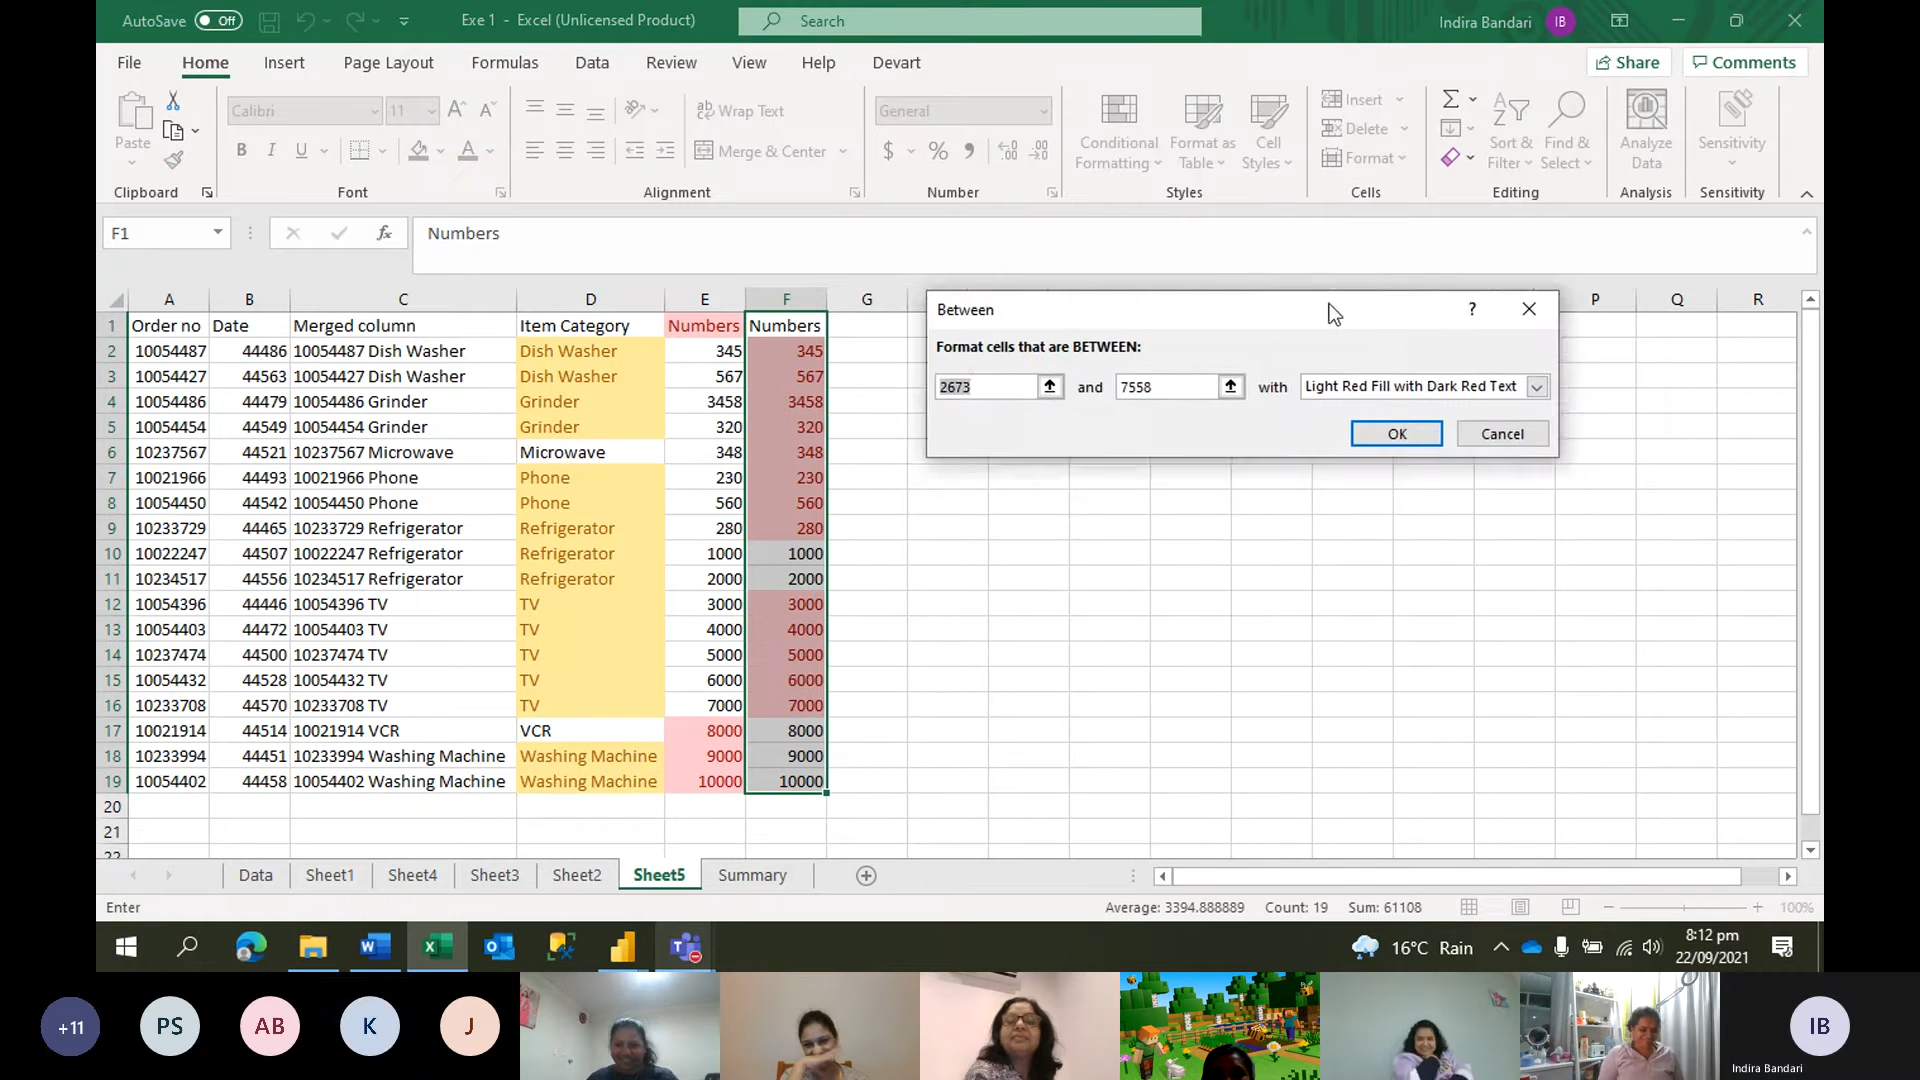 AutoSave Off Exe 1 - Excel (Unlicensed Product) Search Indira Bandari IB
File Home Insert Page Layout Formulas Data Review View Help Devart Share Comments
Paste Calibri 11 Wrap Text General Conditional Formatting Format as Table Cell Styles Insert Sort & Filter Find & Select Analyze Data Sensitivity
Delete
B I U Merge & Center $ % Format
Clipboard Font Alignment Number Styles Cells Editing Analysis Sensitivity
F1 fx Numbers
A B C D E F G P Q R
1 Order no Date Merged column Item Category Numbers Numbers
2 10054487 44486 10054487 Dish Washer Dish Washer 345 345
3 10054427 44563 10054427 Dish Washer Dish Washer 567 567
4 10054486 44479 10054486 Grinder Grinder 3458 3458
5 10054454 44549 10054454 Grinder Grinder 320 320
6 10237567 44521 10237567 Microwave Microwave 348 348
7 10021966 44493 10021966 Phone Phone 230 230
8 10054450 44542 10054450 Phone Phone 560 560
9 10233729 44465 10233729 Refrigerator Refrigerator 280 280
10 10022247 44507 10022247 Refrigerator Refrigerator 1000 1000
11 10234517 44556 10234517 Refrigerator Refrigerator 2000 2000
12 10054396 44446 10054396 TV TV 3000 3000
13 10054403 44472 10054403 TV TV 4000 4000
14 10237474 44500 10237474 TV TV 5000 5000
15 10054432 44528 10054432 TV TV 6000 6000
16 10233708 44570 10233708 TV TV 7000 7000
17 10021914 44514 10021914 VCR VCR 8000 8000
18 10233994 44451 10233994 Washing Machine Washing Machine 9000 9000
19 10054402 44458 10054402 Washing Machine Washing Machine 10000 10000
20
21
22
Between ?
Format cells that are BETWEEN:
2673 and 7558 with Light Red Fill with Dark Red Text
OK Cancel
Data Sheet1 Sheet4 Sheet3 Sheet2 Sheet5 Summary
Enter Average: 3394.888889 Count: 19 Sum: 61108 100%
16°C Rain 8:12 pm
22/09/2021
+11 PS AB K J IB
Indira Bandari